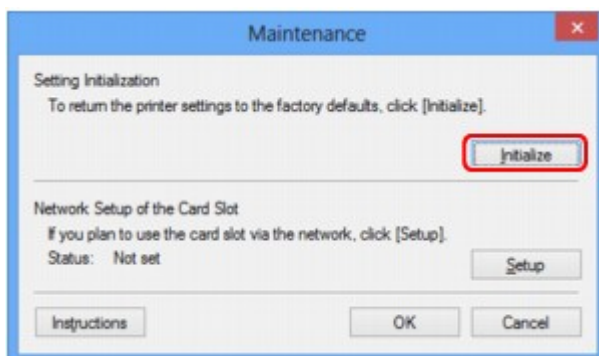 Maintenance
Setting Initialization
To return the printer settings to the factory defaults, click [Initialize].
Initialize
Network Setup of the Card Slot
If you plan to use the card slot via the network, click [Setup].
Status: Not set
Setup
Instructions OK Cancel